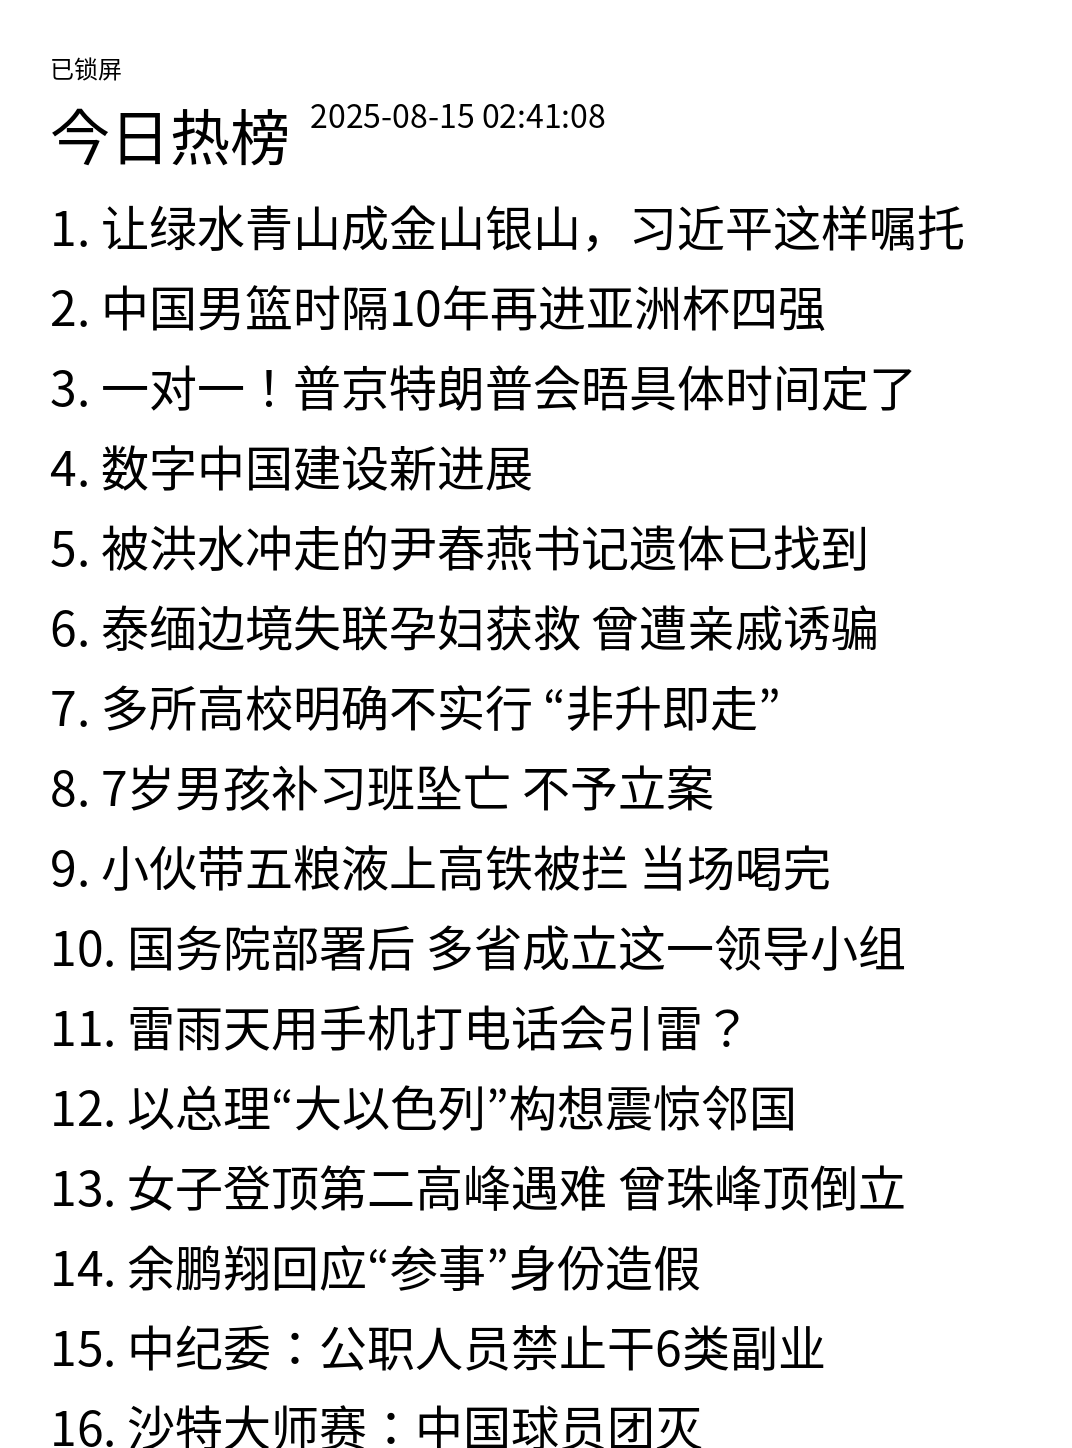 已锁屏
今日热榜 2025-08-15 02:41:08
1. 让绿水青山成金山银山，习近平这样嘱托
2. 中国男篮时隔10年再进亚洲杯四强
3. 一对一！普京特朗普会晤具体时间定了
4. 数字中国建设新进展
5. 被洪水冲走的尹春燕书记遗体已找到
6. 泰缅边境失联孕妇获救 曾遭亲戚诱骗
7. 多所高校明确不实行 “非升即走”
8. 7岁男孩补习班坠亡 不予立案
9. 小伙带五粮液上高铁被拦 当场喝完
10. 国务院部署后 多省成立这一领导小组
11. 雷雨天用手机打电话会引雷？
12. 以总理“大以色列”构想震惊邻国
13. 女子登顶第二高峰遇难 曾珠峰顶倒立
14. 余鹏翔回应“参事”身份造假
15. 中纪委：公职人员禁止干6类副业
16. 沙特大师赛：中国球员团灭